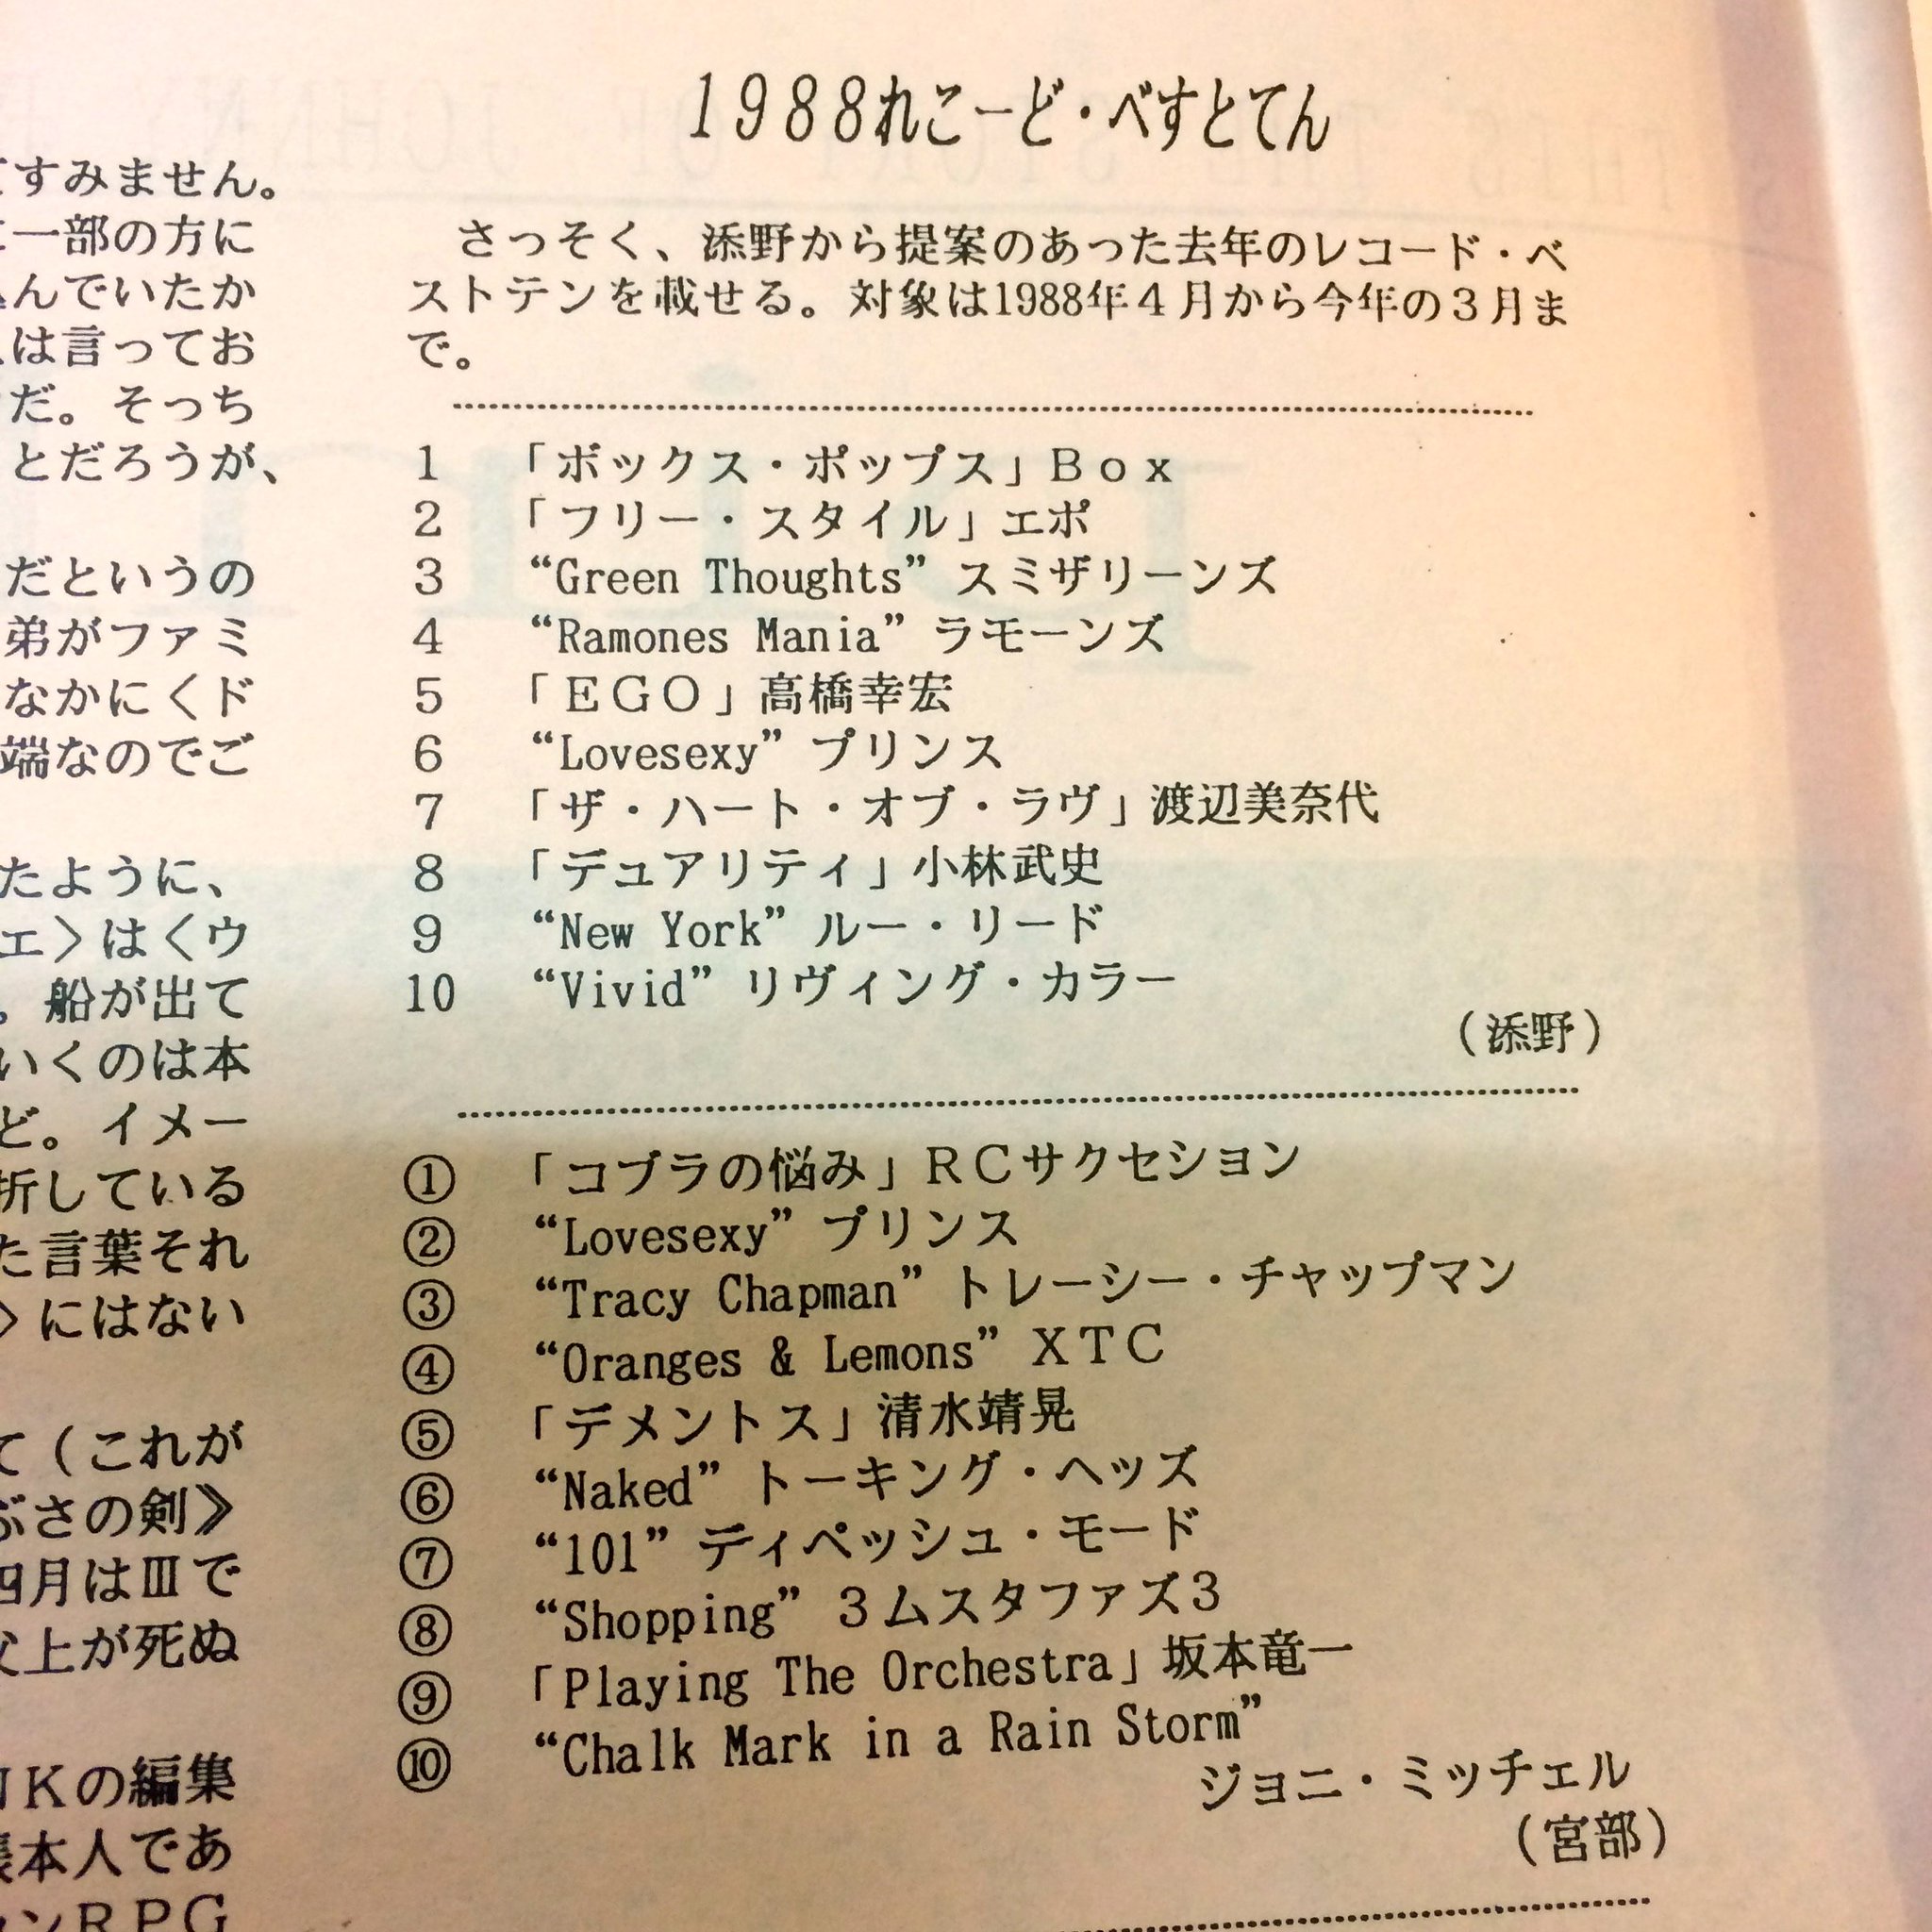 すみません。
一部の方に
んでいたか
は言ってお
だ。そっち
とだろうが、
だというの
弟がファミ
なかにくド
端なのでご
たように、
エ〉は〈ウ
。船が出て
いくのは本
ど。イメー
折している
た言葉それ
〉にはない
て（これが
ぶさの剣》
四月はⅢで
父上が死ぬ
Kの編集
本人であ
ンRPG
1988れこーど・べすとてん
さっそく、添野から提案のあった去年のレコード・ベ
ストテンを載せる。対象は1988年4月から今年の3月ま
で。
1 「ボックス・ポップス」Box
2 「フリー・スタイル」エポ
3 “Green Thoughts” スミザリーンズ
4 “Ramones Mania” ラモーンズ
5 「EGO」高橋幸宏
6 “Lovesexy” プリンス
7 「ザ・ハート・オブ・ラヴ」渡辺美奈代
8 「デュアリティ」小林武史
9 “New York” ルー・リード
10 “Vivid” リヴィング・カラー
（添野）
① 「コブラの悩み」RCサクセション
② “Lovesexy” プリンス
③ “Tracy Chapman” トレーシー・チャップマン
④ “Oranges & Lemons” XTC
⑤ 「デメントス」清水靖晃
⑥ “Naked” トーキング・ヘッズ
⑦ “101” ディペッシュ・モード
⑧ “Shopping” 3ムスタファズ3
⑨ 「Playing The Orchestra」坂本竜一
⑩ “Chalk Mark in a Rain Storm”
ジョニ・ミッチェル
（宮部）